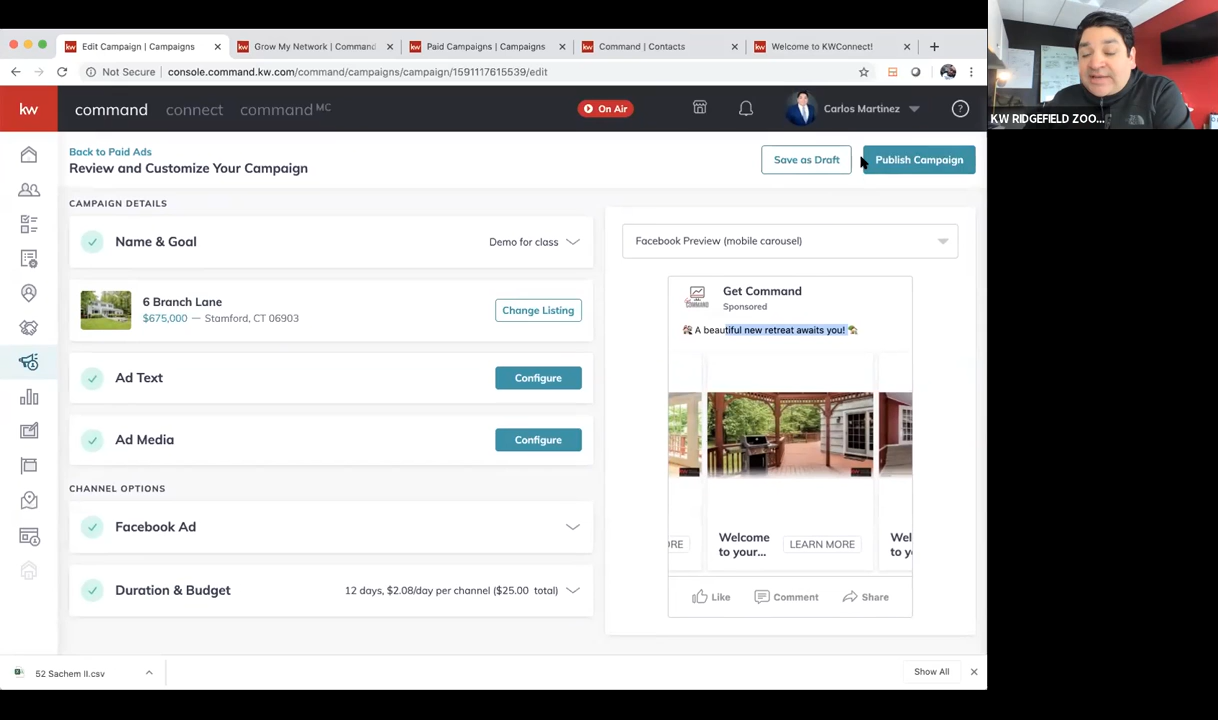 Edit Campaign | Campaigns
Grow My Network | Command
Paid Campaigns | Campaigns
Command | Contacts
Welcome to KWConnect!
Not Secure
console.command.kw.com/command/campaigns/campaign/1591117615539/edit
kw
command
connect
command MC
On Air
Carlos Martinez
KW RIDGEFIELD ZOO...
Back to Paid Ads
Review and Customize Your Campaign
Save as Draft
Publish Campaign
CAMPAIGN DETAILS
Name & Goal
Demo for class
6 Branch Lane
$675,000 — Stamford, CT 06903
Change Listing
Ad Text
Configure
Ad Media
Configure
CHANNEL OPTIONS
Facebook Ad
Duration & Budget
12 days, $2.08/day per channel ($25.00 total)
Facebook Preview (mobile carousel)
Get Command
Sponsored
A beautiful new retreat awaits you!
ORE
Welcome
to your...
LEARN MORE
Wel
to y
Like
Comment
Share
52 Sachem II.csv
Show All